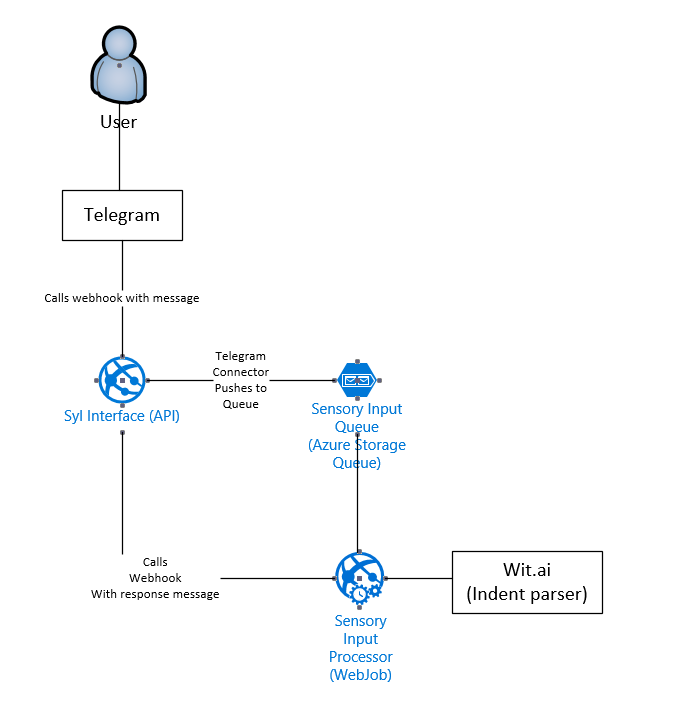 User
Telegram
Calls webhook with message
Telegram
Connector
Pushes to
Queue
Syl Interface (API)
Sensory Input
Queue
(Azure Storage
Queue)
Calls
Webhook
With response message
Wit.ai
(Indent parser)
Sensory
Input
Processor
(WebJob)